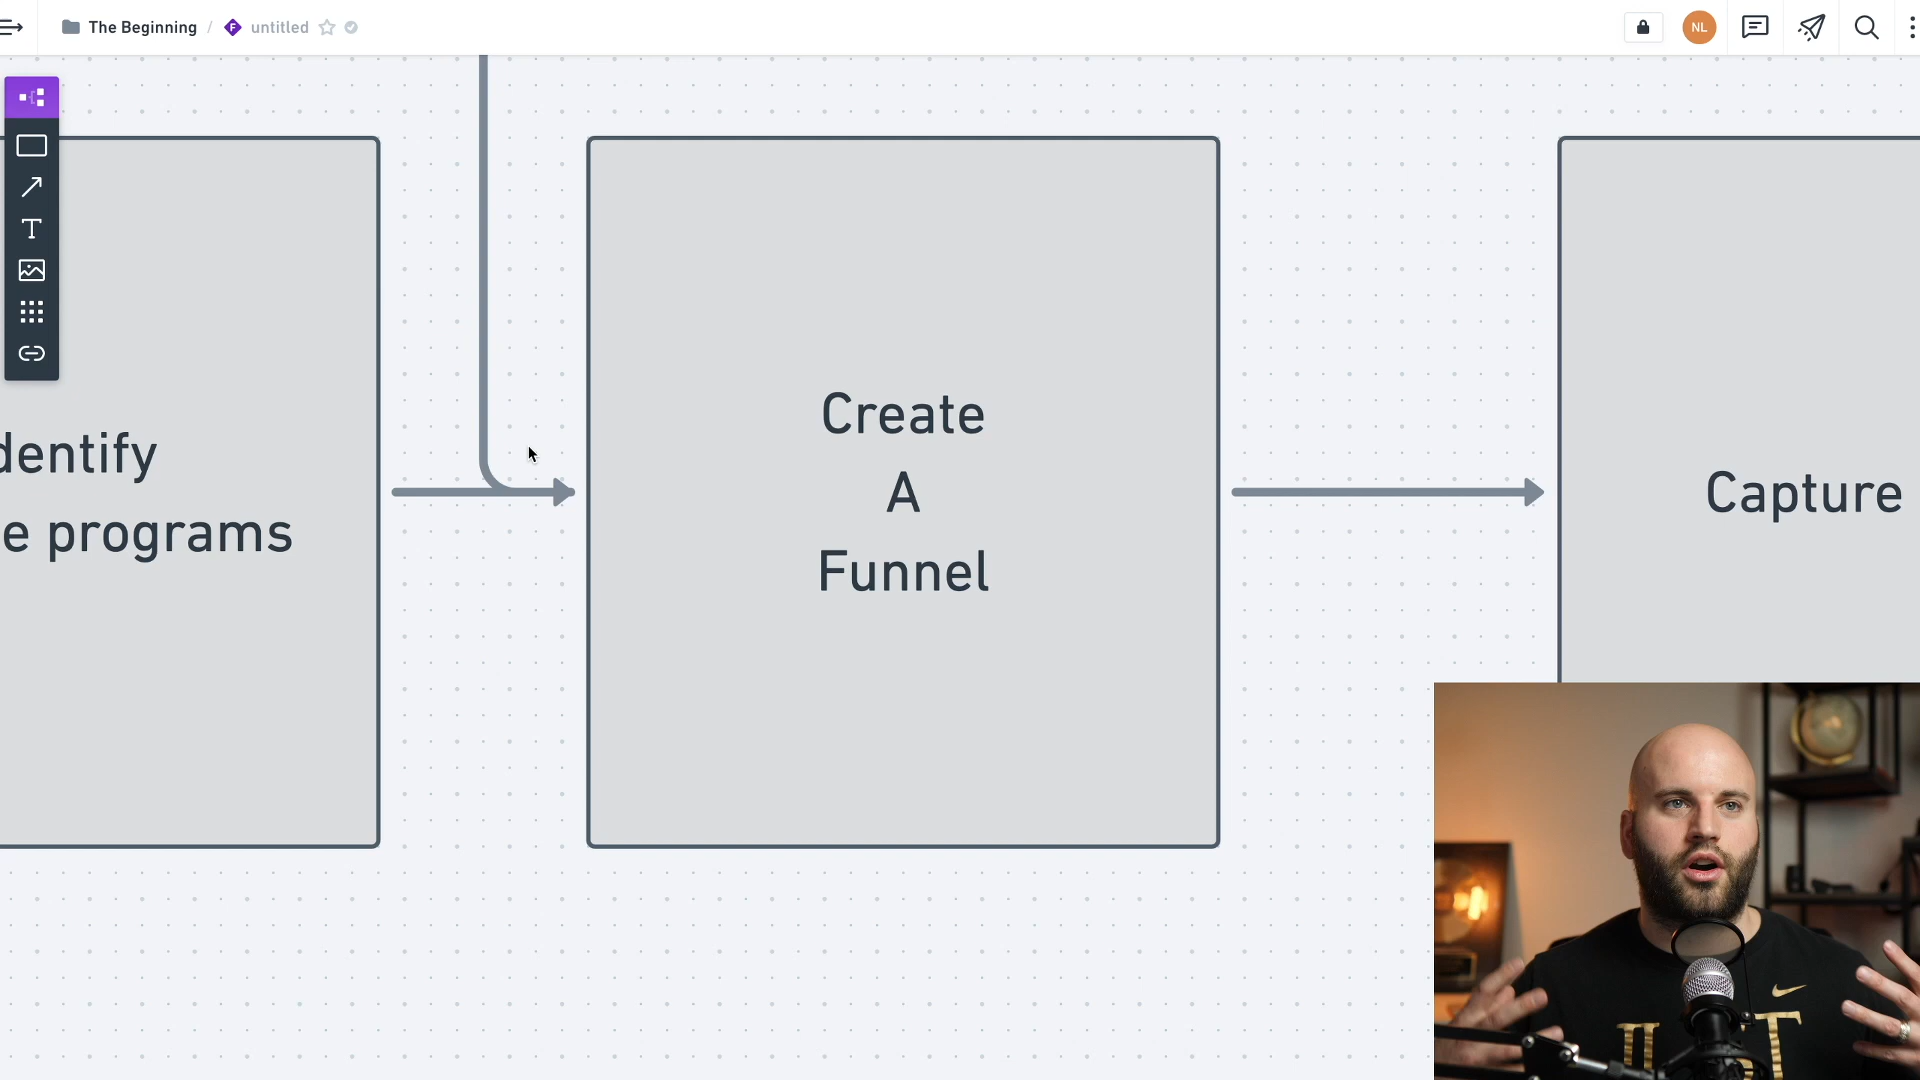 The Beginning / untitled
NL
dentify
e programs
Create
A
Funnel
Capture